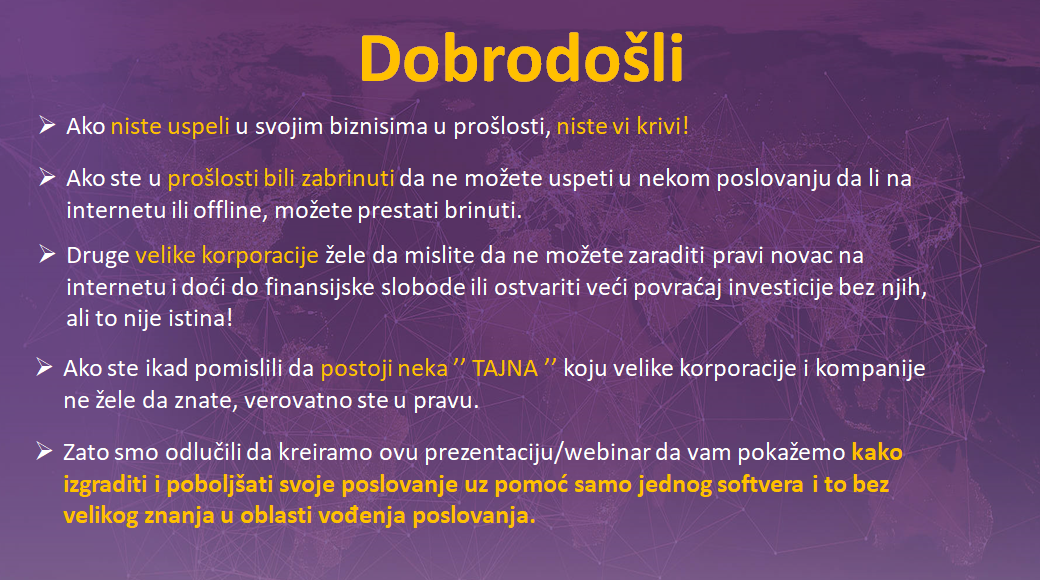 Dobrodošli
➢ Ako niste uspeli u svojim biznisima u prošlosti, niste vi krivi!
➢ Ako ste u prošlosti bili zabrinuti da ne možete uspeti u nekom poslovanju da li na
internetu ili offline, možete prestati brinuti.
➢ Druge velike korporacije žele da mislite da ne možete zaraditi pravi novac na
internetu i doći do finansijske slobode ili ostvariti veći povraćaj investicije bez njih,
ali to nije istina!
➢ Ako ste ikad pomislili da postoji neka ’’ TAJNA ’’ koju velike korporacije i kompanije
ne žele da znate, verovatno ste u pravu.
➢ Zato smo odlučili da kreiramo ovu prezentaciju/webinar da vam pokažemo kako
izgraditi i poboljšati svoje poslovanje uz pomoć samo jednog softvera i to bez
velikog znanja u oblasti vođenja poslovanja.